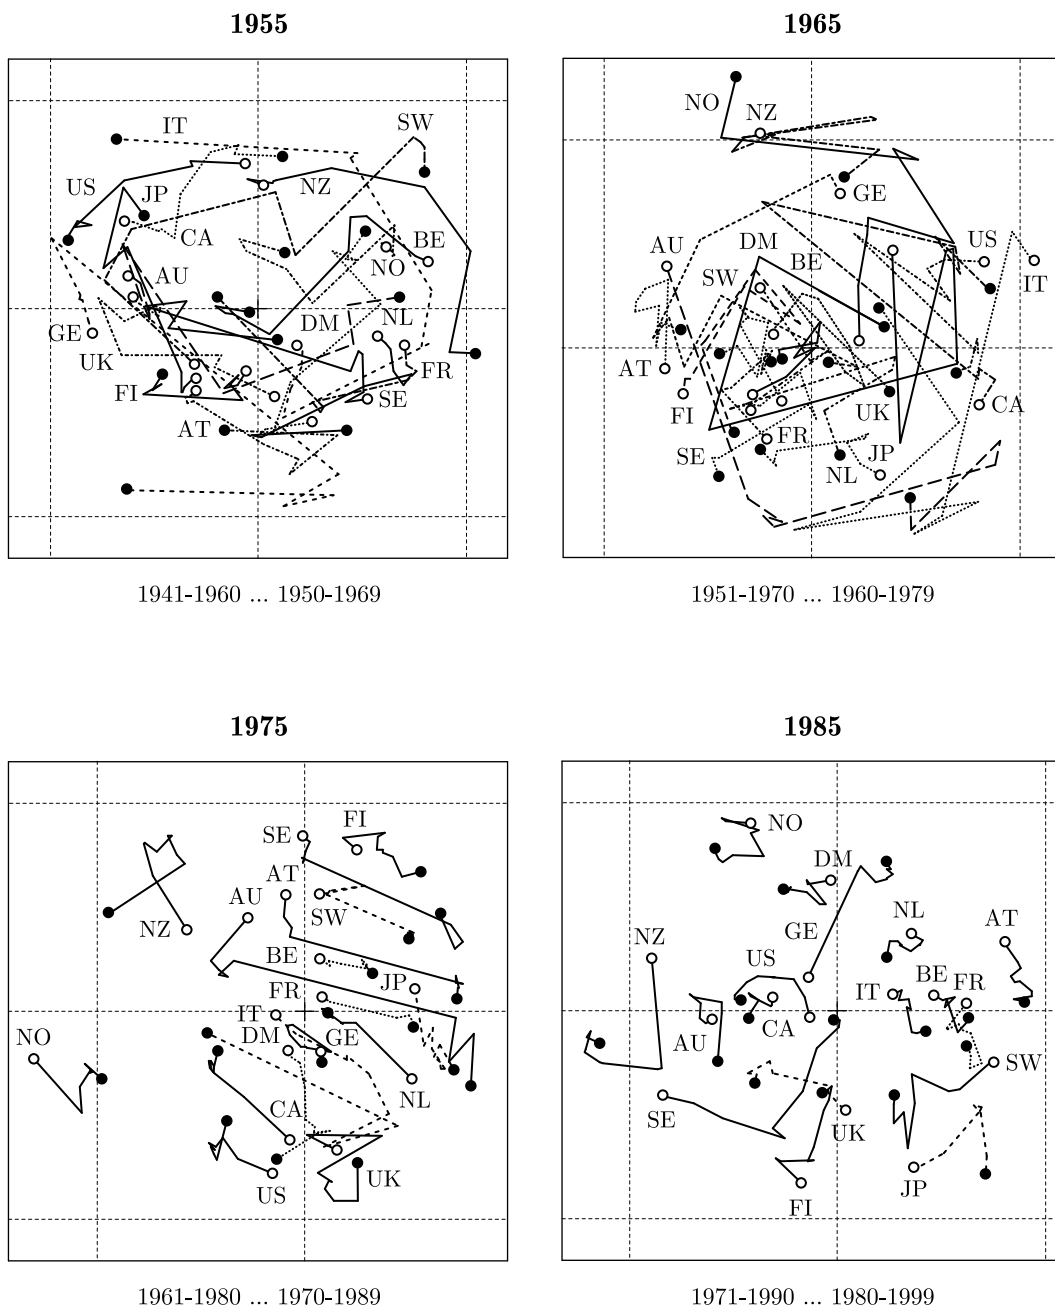 1955
1965
IT
SW
US
JP
NZ
CA
BE
NO
AU
GE
DM
NL
UK
FR
FI
SE
AT
NO
NZ
GE
AU
DM
US
SW
BE
IT
AT
FI
UK
CA
FR
SE
NL
JP
1941-1960 ... 1950-1969
1951-1970 ... 1960-1979
1975
1985
SE
FI
AT
AU
SW
NZ
BE
FR
JP
IT
NO
DM
GE
NL
CA
US
UK
NO
DM
NL
AT
NZ
GE
US
IT
BE
FR
CA
AU
SW
SE
UK
JP
FI
1961-1980 ... 1970-1989
1971-1990 ... 1980-1999